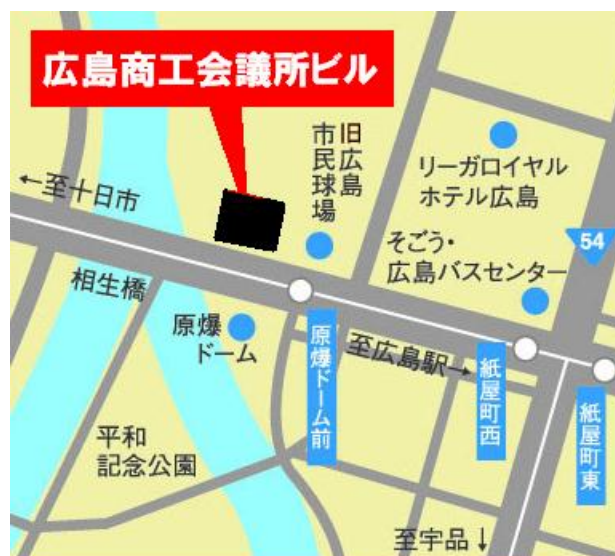 広島商工会議所ビル
旧広島
市民球場
リーガロイヤル
ホテル広島
←至十日市
そごう・
広島バスセンター
54
相生橋
原爆
ドーム
原爆ドーム前
至広島駅→
紙屋町西
紙屋町東
平和
記念公園
至宇品↓